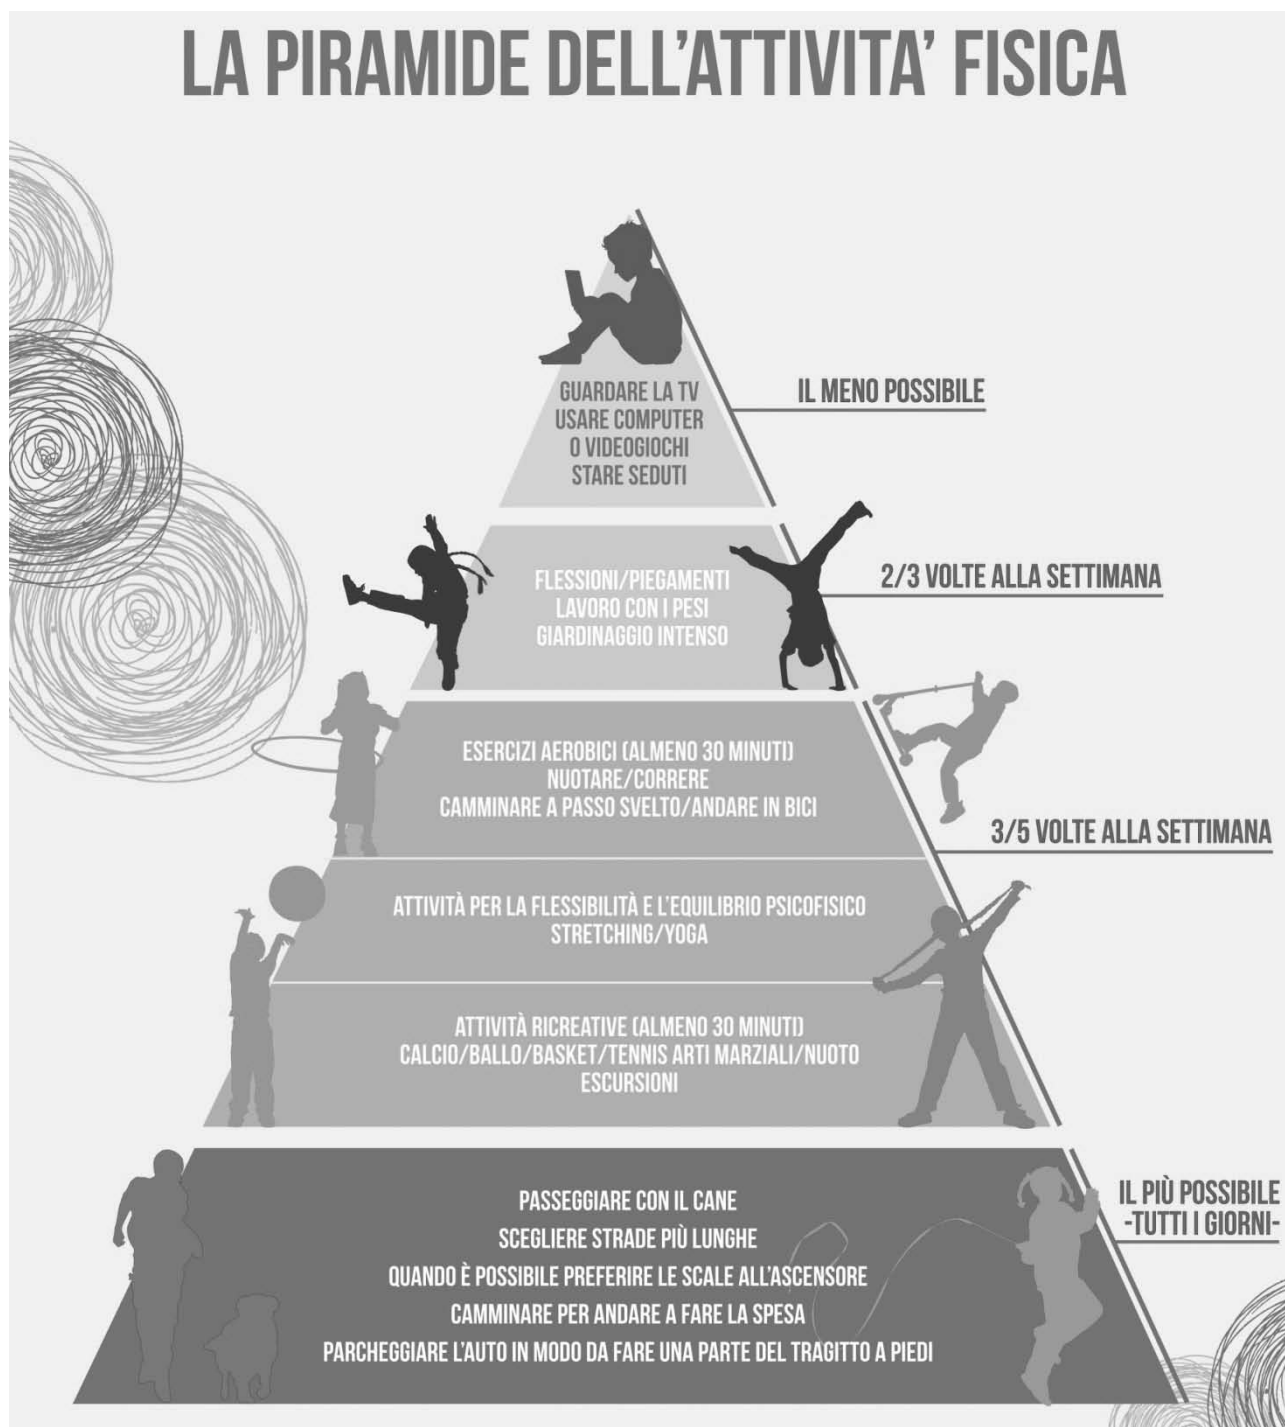 LA PIRAMIDE DELL'ATTIVITA' FISICA
GUARDARE LA TV
USARE COMPUTER
O VIDEOGIOCHI
STARE SEDUTI
IL MENO POSSIBILE
FLESSIONI/PIEGAMENTI
LAVORO CON I PESI
GIARDINAGGIO INTENSO
2/3 VOLTE ALLA SETTIMANA
ESERCIZI AEROBICI (ALMENO 30 MINUTI)
NUOTARE/CORRERE
CAMMINARE A PASSO SVELTO/ANDARE IN BICI
3/5 VOLTE ALLA SETTIMANA
ATTIVITÀ PER LA FLESSIBILITÀ E L'EQUILIBRIO PSICOFISICO
STRETCHING/YOGA
ATTIVITÀ RICREATIVE (ALMENO 30 MINUTI)
CALCIO/BALLO/BASKET/TENNIS ARTI MARZIALI/NUOTO
ESCURSIONI
PASSEGGIARE CON IL CANE
SCEGLIERE STRADE PIÙ LUNGHE
QUANDO È POSSIBILE PREFERIRE LE SCALE ALL'ASCENSORE
CAMMINARE PER ANDARE A FARE LA SPESA
PARCHEGGIARE L'AUTO IN MODO DA FARE UNA PARTE DEL TRAGITTO A PIEDI
IL PIÙ POSSIBILE
-TUTTI I GIORNI-